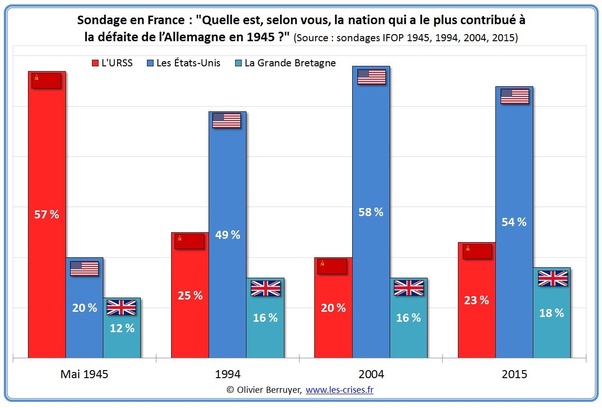 Sondage en France : "Quelle est, selon vous, la nation qui a le plus contribué à
la défaite de l’Allemagne en 1945 ?" (Source : sondages IFOP 1945, 1994, 2004, 2015)
L'URSS Les États-Unis La Grande Bretagne
57 % 20 % 12 % 25 % 49 % 16 % 20 % 58 % 16 % 23 % 54 % 18 %
Mai 1945 1994 2004 2015
© Olivier Berruyer, www.les-crises.fr